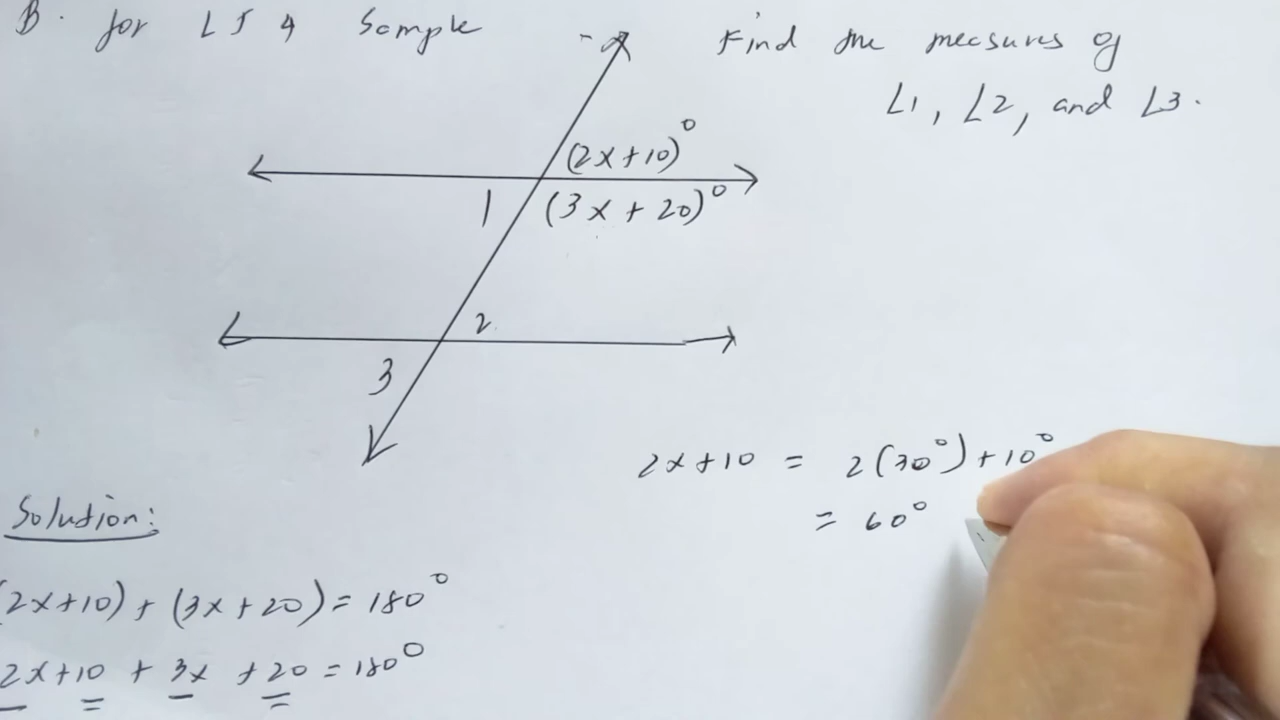 B. for LS 4 Sample
Find the measures of
∠1, ∠2, and ∠3.
(2x+10)°
1 (3x + 20)°
2
3
2x+10 = 2(30°)+10°
= 60°
Solution:
(2x+10) + (3x+20) = 180°
2x+10 + 3x +20 = 180°